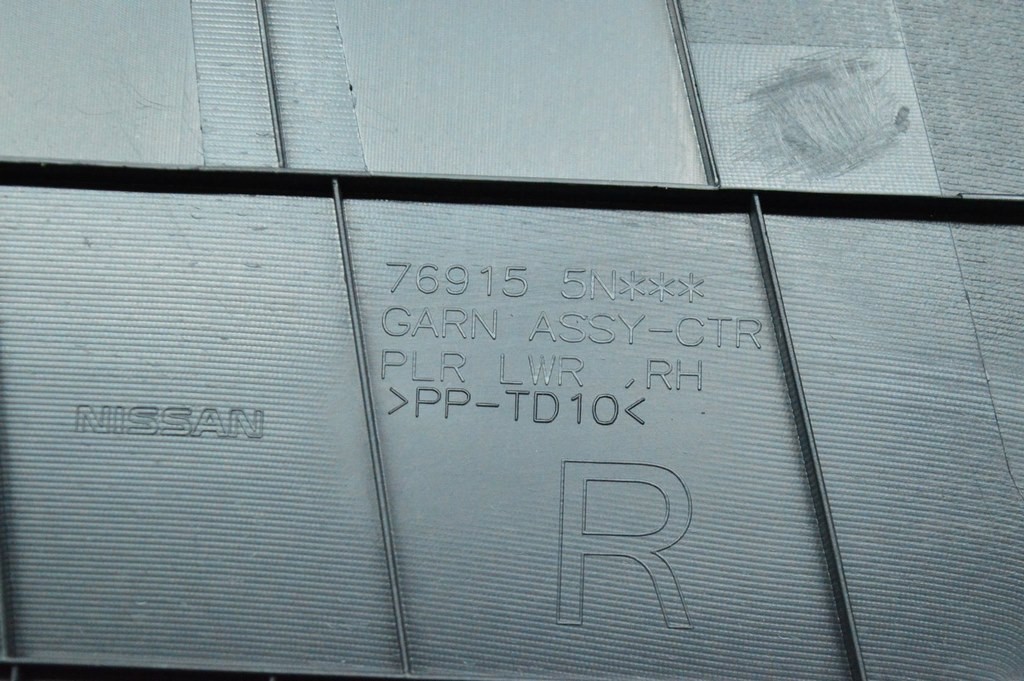 76915 5N***
GARN ASSY-CTR
PLR LWR ,RH
>PP-TD10<
NISSAN
R